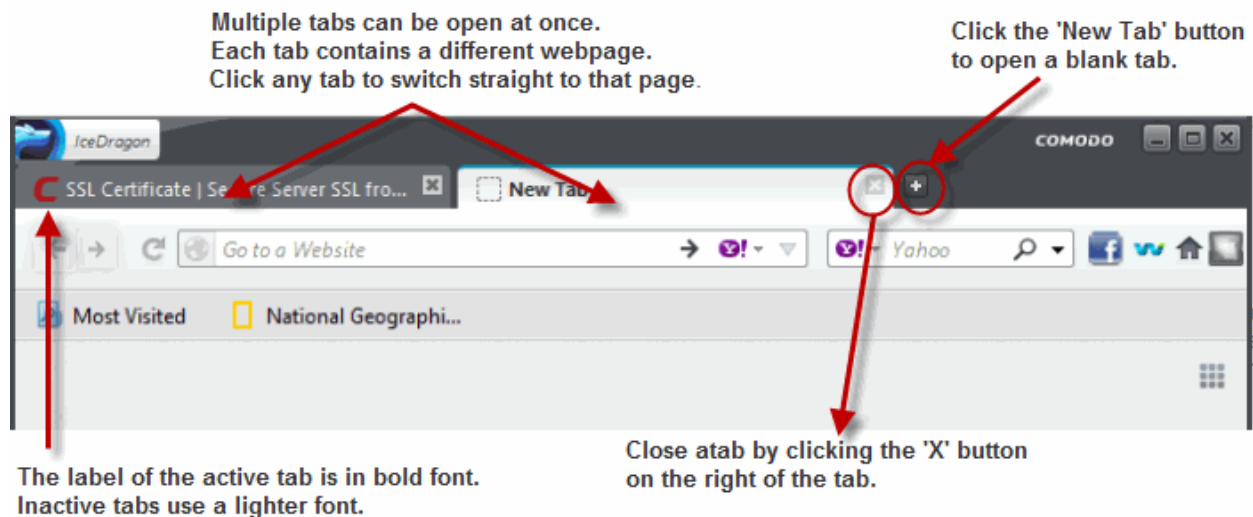 Multiple tabs can be open at once.
Each tab contains a different webpage.
Click any tab to switch straight to that page.
Click the 'New Tab' button
to open a blank tab.
IceDragon
COMODO
SSL Certificate | Secure Server SSL fro...
New Tab
Go to a Website
Y!
Y! Yahoo
Most Visited
National Geographi...
The label of the active tab is in bold font.
Inactive tabs use a lighter font.
Close atab by clicking the 'X' button
on the right of the tab.